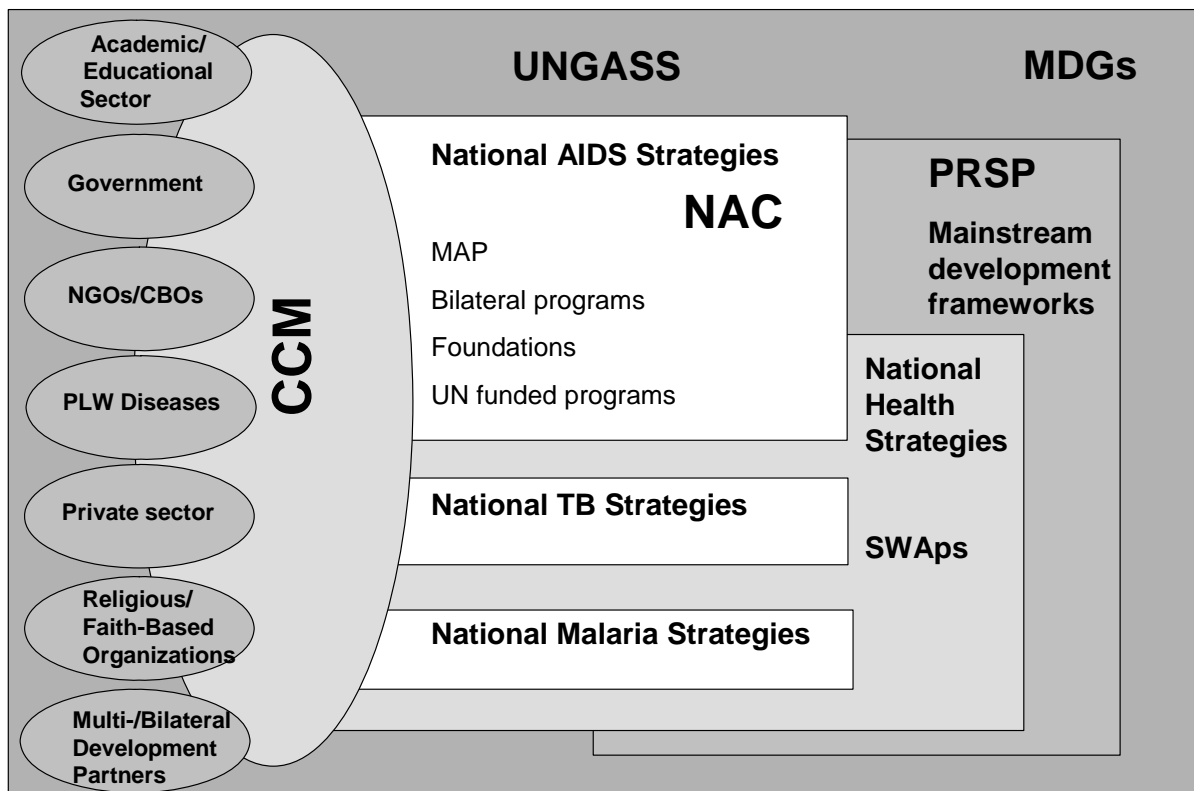 Academic/
Educational
Sector
Government
NGOs/CBOs
PLW Diseases
Private sector
Religious/
Faith-Based
Organizations
Multi-/Bilateral
Development
Partners
CCM
UNGASS
MDGs
National AIDS Strategies
NAC
MAP
Bilateral programs
Foundations
UN funded programs
National TB Strategies
National Malaria Strategies
PRSP
Mainstream
development
frameworks
National
Health
Strategies
SWAps